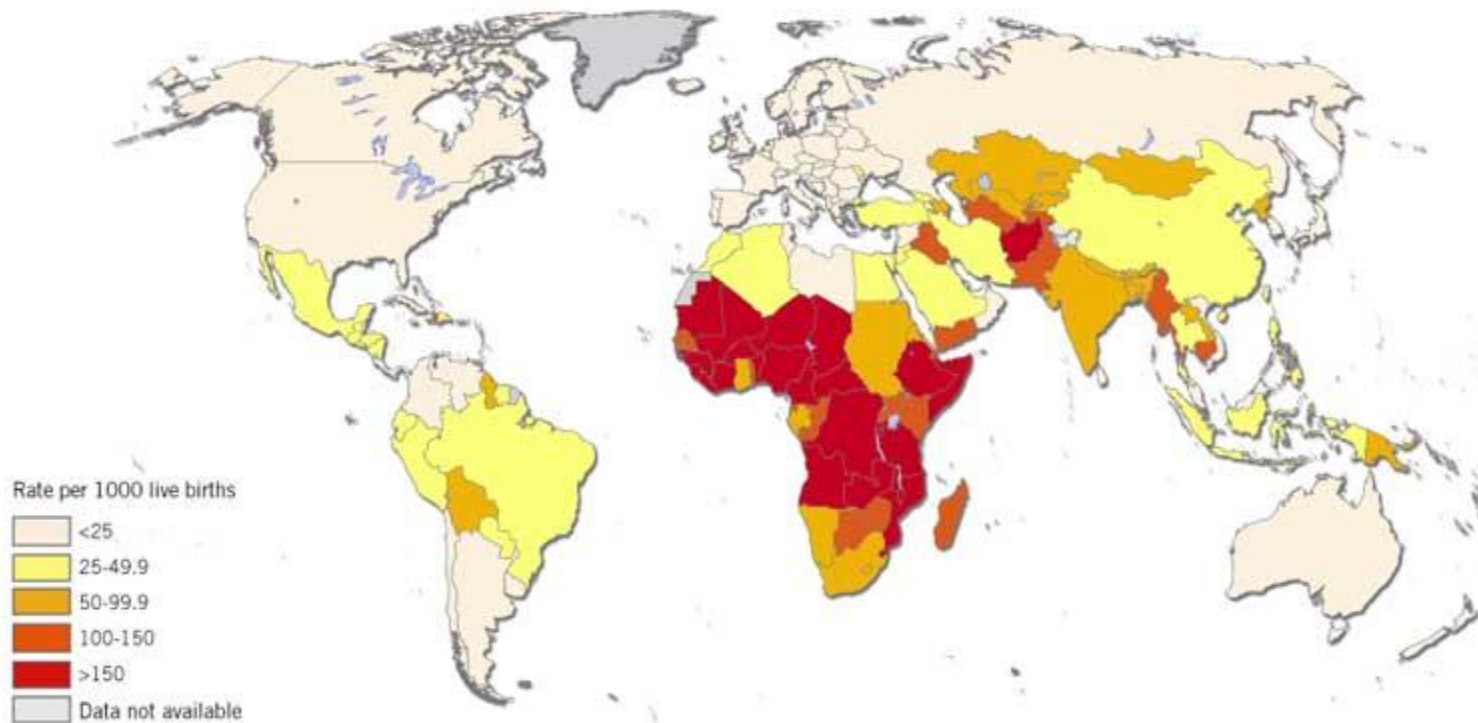 Rate per 1000 live births
<25
25-49.9
50-99.9
100-150
>150
Data not available